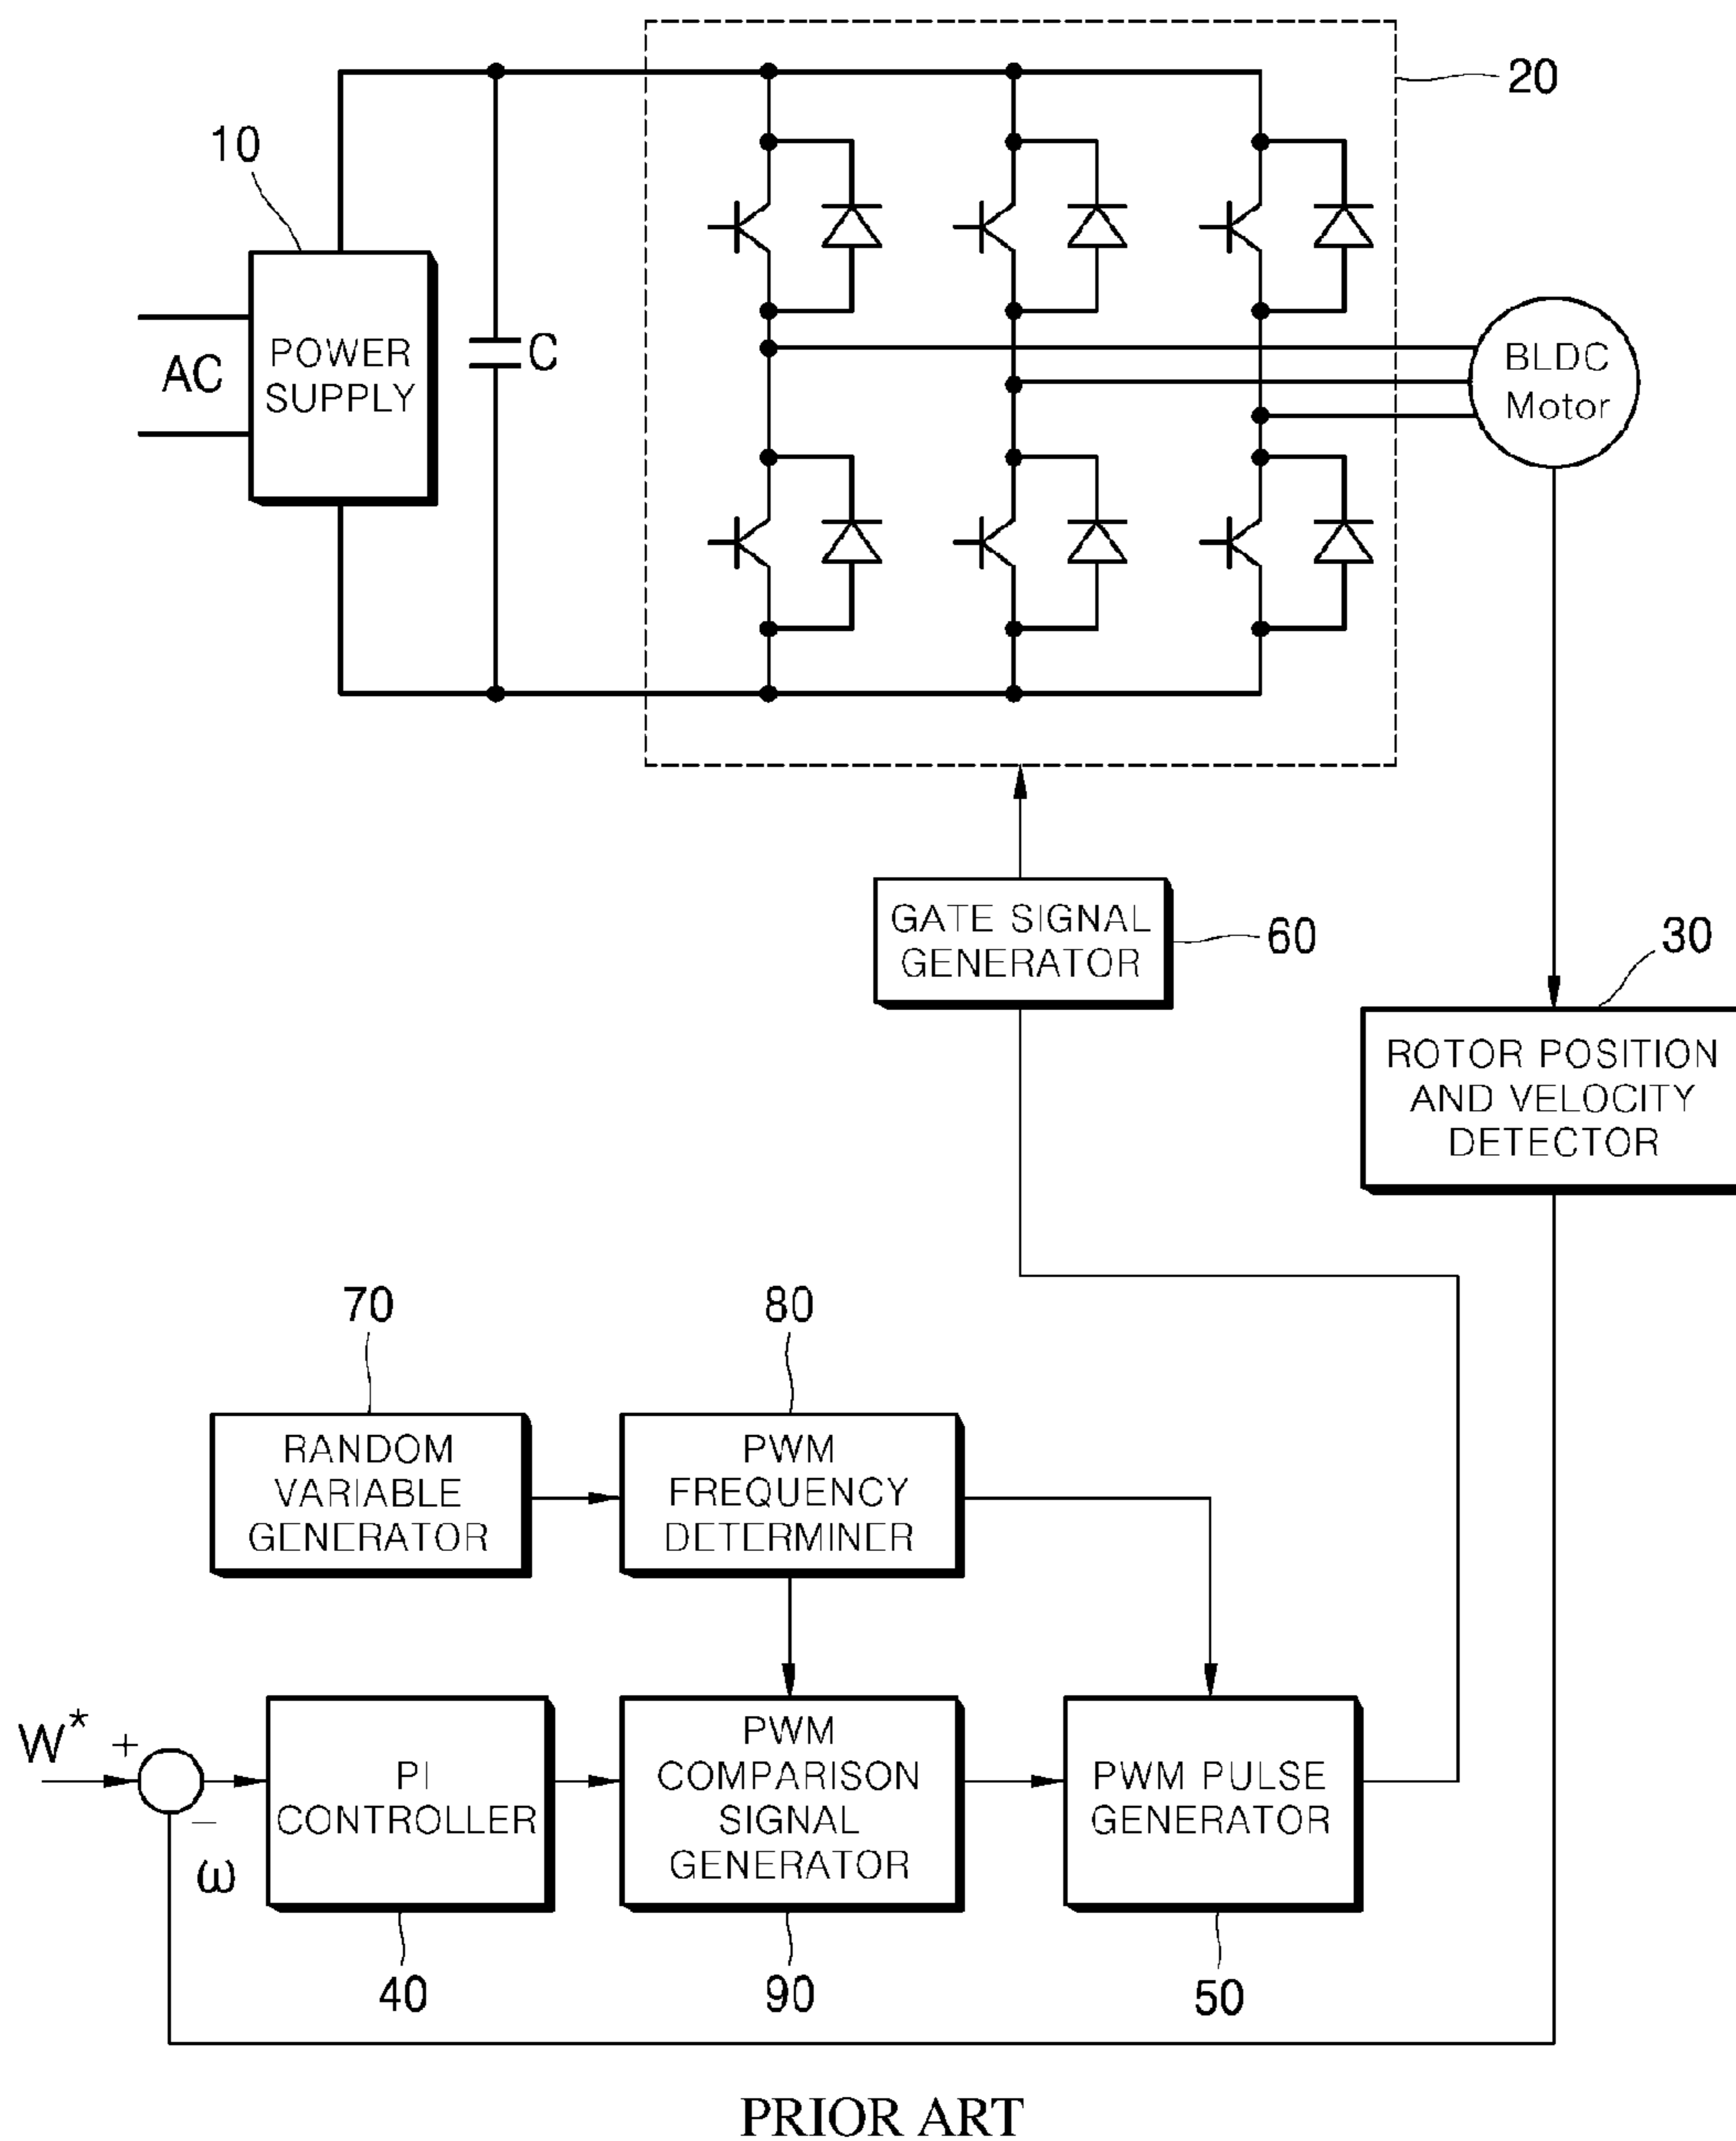 20
10
POWER
SUPPLY
AC
C
BLDC
Motor
GATE SIGNAL
GENERATOR
60
30
ROTOR POSITION
AND VELOCITY
DETECTOR
70
80
RANDOM
VARIABLE
GENERATOR
PWM
FREQUENCY
DETERMINER
W* +
−
ω
PI
CONTROLLER
PWM
COMPARISON
SIGNAL
GENERATOR
PWM PULSE
GENERATOR
40
90
50
PRIOR ART